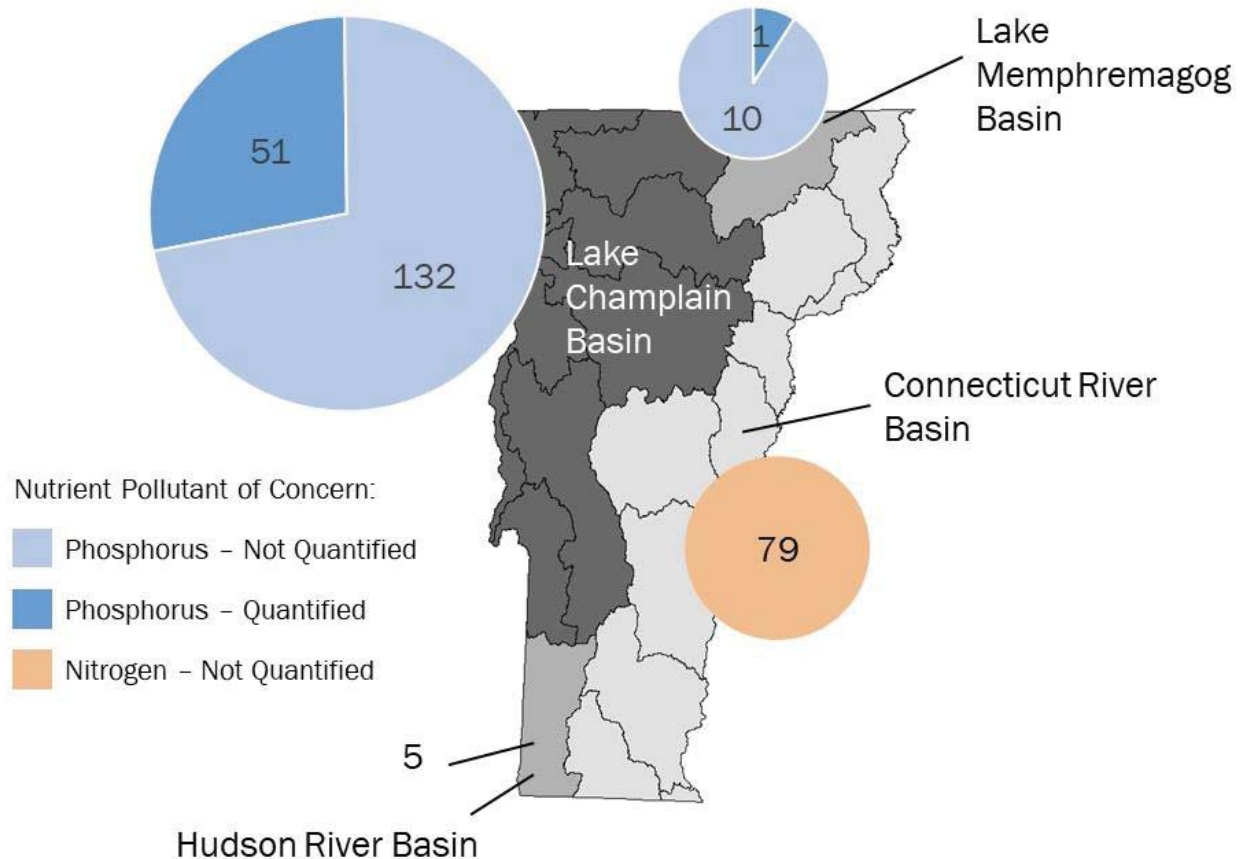 51
132
1
10
Lake
Memphremagog
Basin
Lake
Champlain
Basin
Connecticut River
Basin
Nutrient Pollutant of Concern:
Phosphorus – Not Quantified
Phosphorus – Quantified
Nitrogen – Not Quantified
79
5
Hudson River Basin